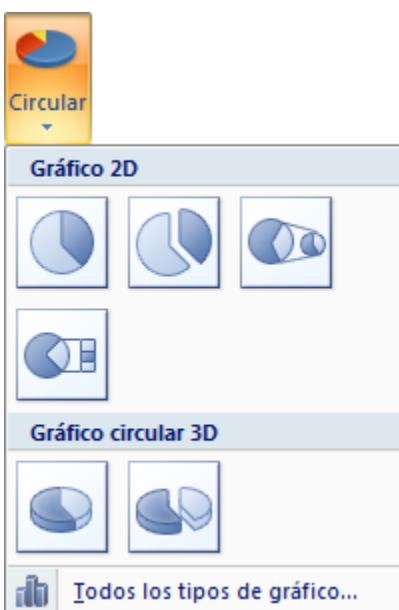 Circular
Gráfico 2D
Gráfico circular 3D
Todos los tipos de gráfico...